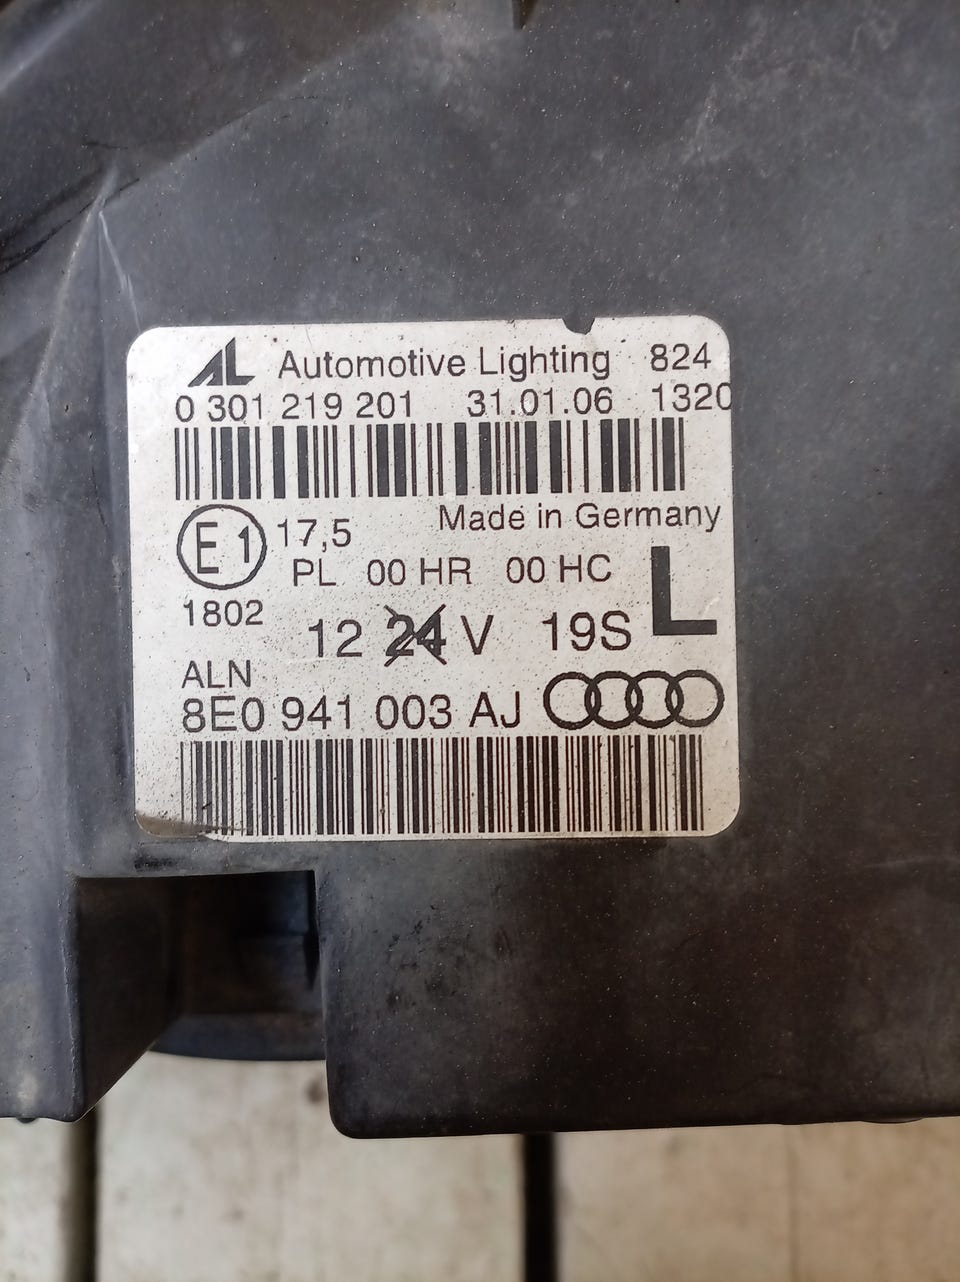 AL Automotive Lighting 824
0 301 219 201 31.01.06 1320
Made in Germany
E1 17,5
PL 00 HR 00 HC
L
1802
12 24 V 19S
ALN
8E0 941 003 AJ